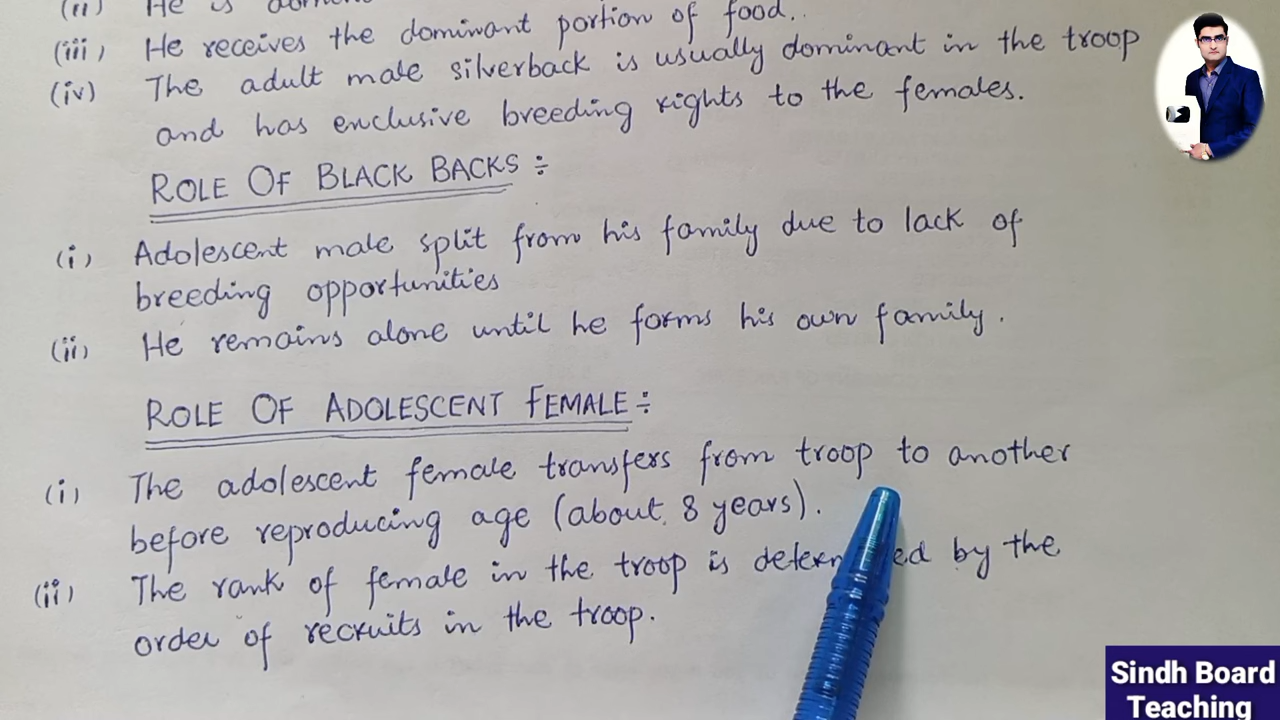 (ii) He is
(iii) He receives the dominant portion of food..
(iv) The adult male silverback is usually dominant in the troop
and has exclusive breeding rights to the females.
ROLE OF BLACK BACKS :
(i) Adolescent male split from his family due to lack of
breeding opportunities
(ii) He remains alone until he forms his own family.
ROLE OF ADOLESCENT FEMALE :
(i) The adolescent female transfers from troop to another
before reproducing age (about 8 years).
(ii) The rank of female in the troop is by the
order of recruits in the troop.
Sindh Board
Teaching